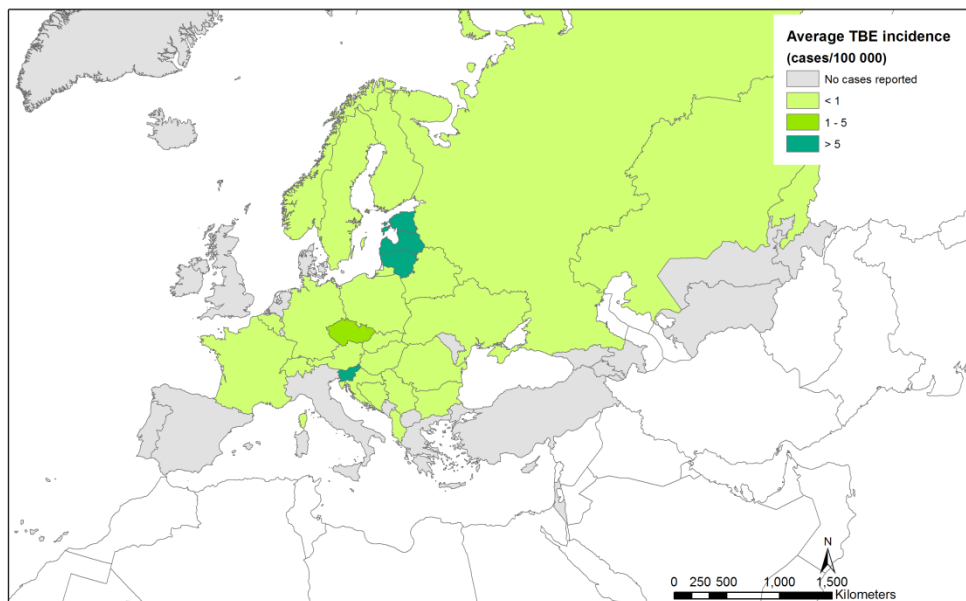 Average TBE incidence
(cases/100 000)
No cases reported
< 1
1 - 5
> 5
N
0 250 500 1,000 1,500
Kilometers